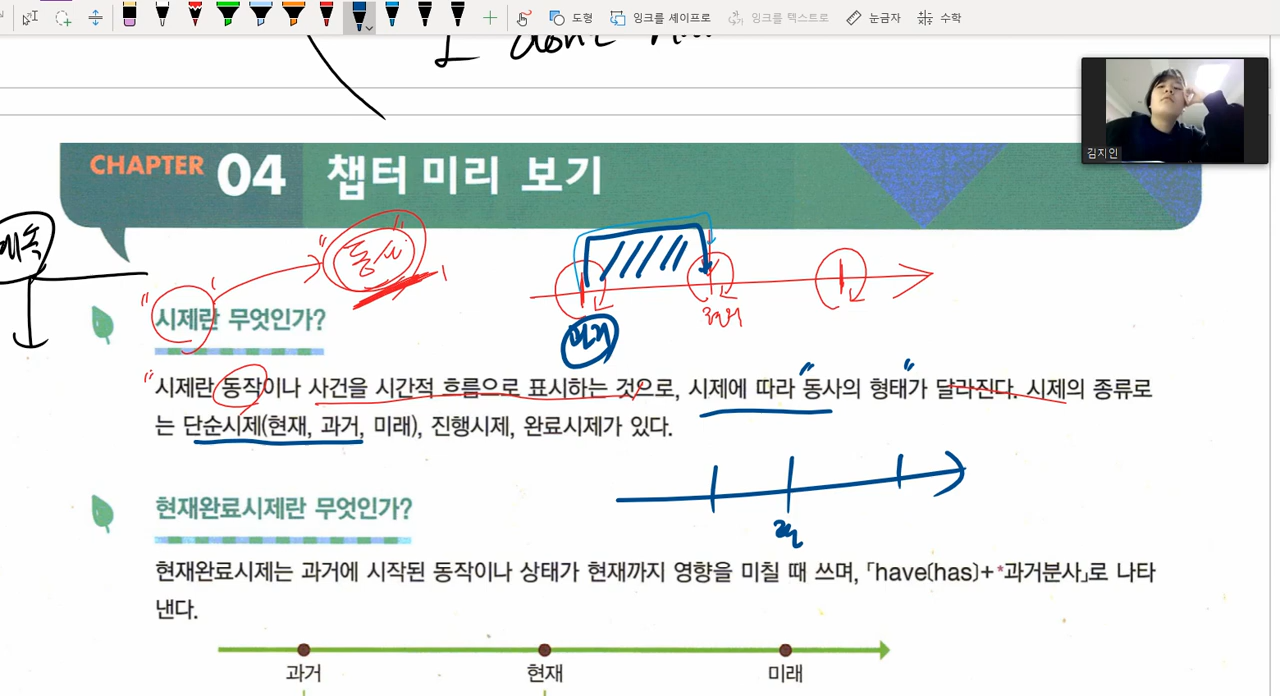 도형 잉크를 셰이프로 잉크를 텍스트로 눈금자 수학
I don't
김지인
CHAPTER 04 챕터 미리 보기
"동사"
시제란 무엇인가?
과거
현재
시제란 동작이나 사건을 시간적 흐름으로 표시하는 것으로, 시제에 따라 "동사의 형태"가 달라진다. 시제의 종류로
는 단순시제(현재, 과거, 미래), 진행시제, 완료시제가 있다.
현재완료시제란 무엇인가?
현재완료시제는 과거에 시작된 동작이나 상태가 현재까지 영향을 미칠 때 쓰며, 「have(has)+*과거분사」로 나타
낸다.
과거 현재 미래